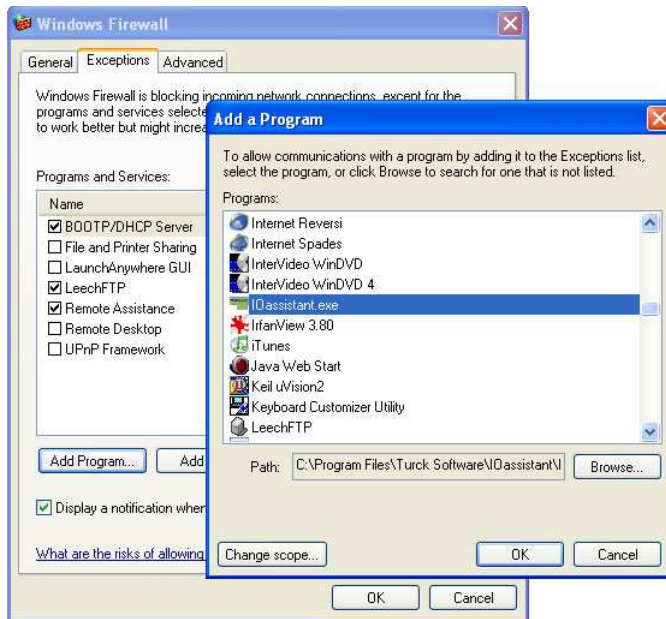 Windows Firewall
General Exceptions Advanced
Windows Firewall is blocking incoming network connections, except for the
programs and services selecte
to work better but might increa
Programs and Services:
Name
BOOTP/DHCP Server
File and Printer Sharing
LaunchAnywhere GUI
LeechFTP
Remote Assistance
Remote Desktop
UPnP Framework
Add Program... Add
Display a notification when
What are the risks of allowing
OK Cancel
Add a Program
To allow communications with a program by adding it to the Exceptions list,
select the program, or click Browse to search for one that is not listed.
Programs:
Internet Reversi
Internet Spades
InterVideo WinDVD
InterVideo WinDVD 4
IOassistant.exe
IrfanView 3.80
iTunes
Java Web Start
Keil uVision2
Keyboard Customizer Utility
LeechFTP
Path: C:\Program Files\Turck Software\IOassistant\I Browse...
Change scope... OK Cancel